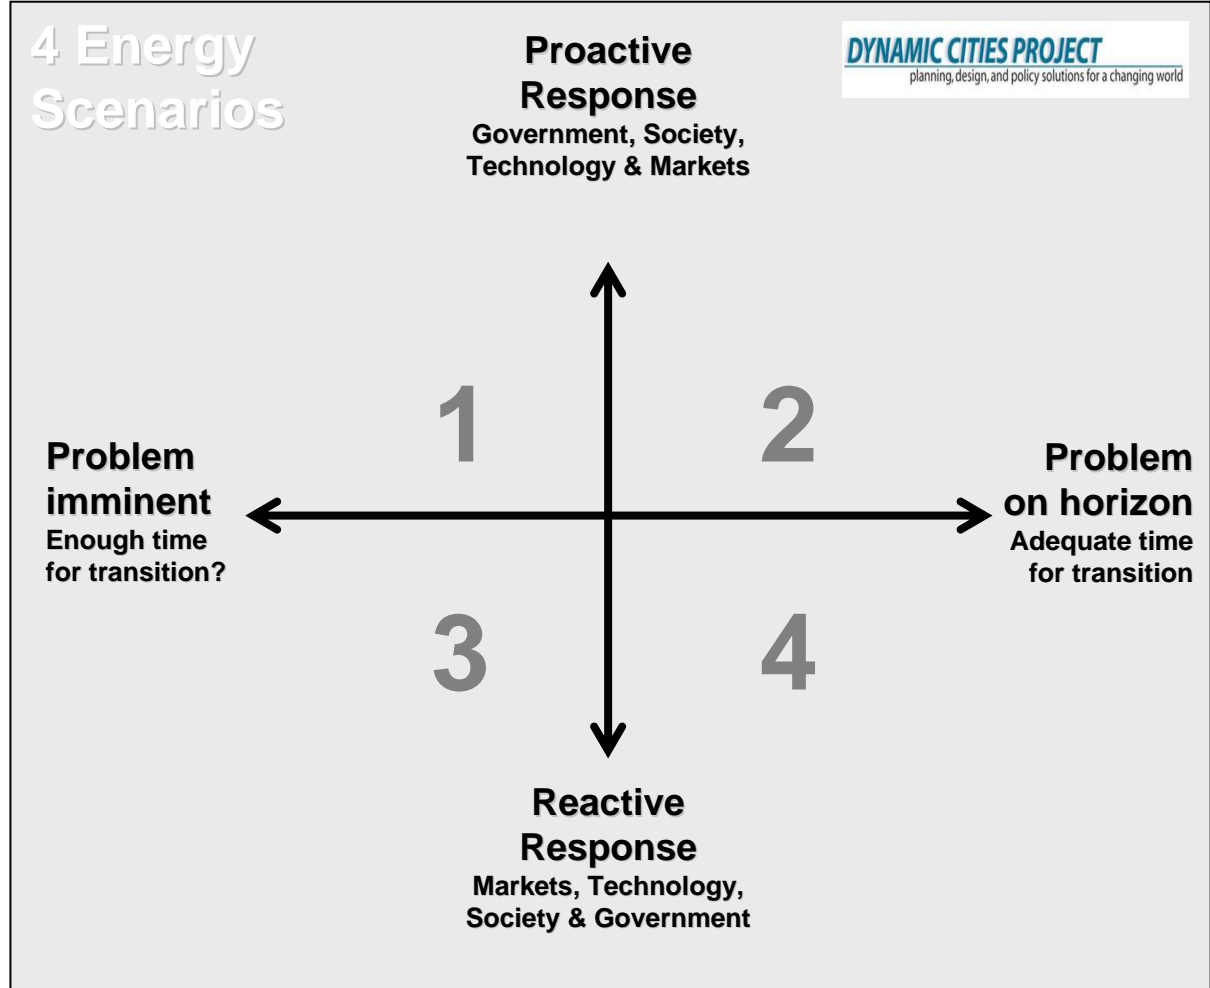 4 Energy
Scenarios
Proactive
Response
Government, Society,
Technology & Markets
DYNAMIC CITIES PROJECT
planning, design, and policy solutions for a changing world
1
2
Problem
imminent
Enough time
for transition?
Problem
on horizon
Adequate time
for transition
3
4
Reactive
Response
Markets, Technology,
Society & Government